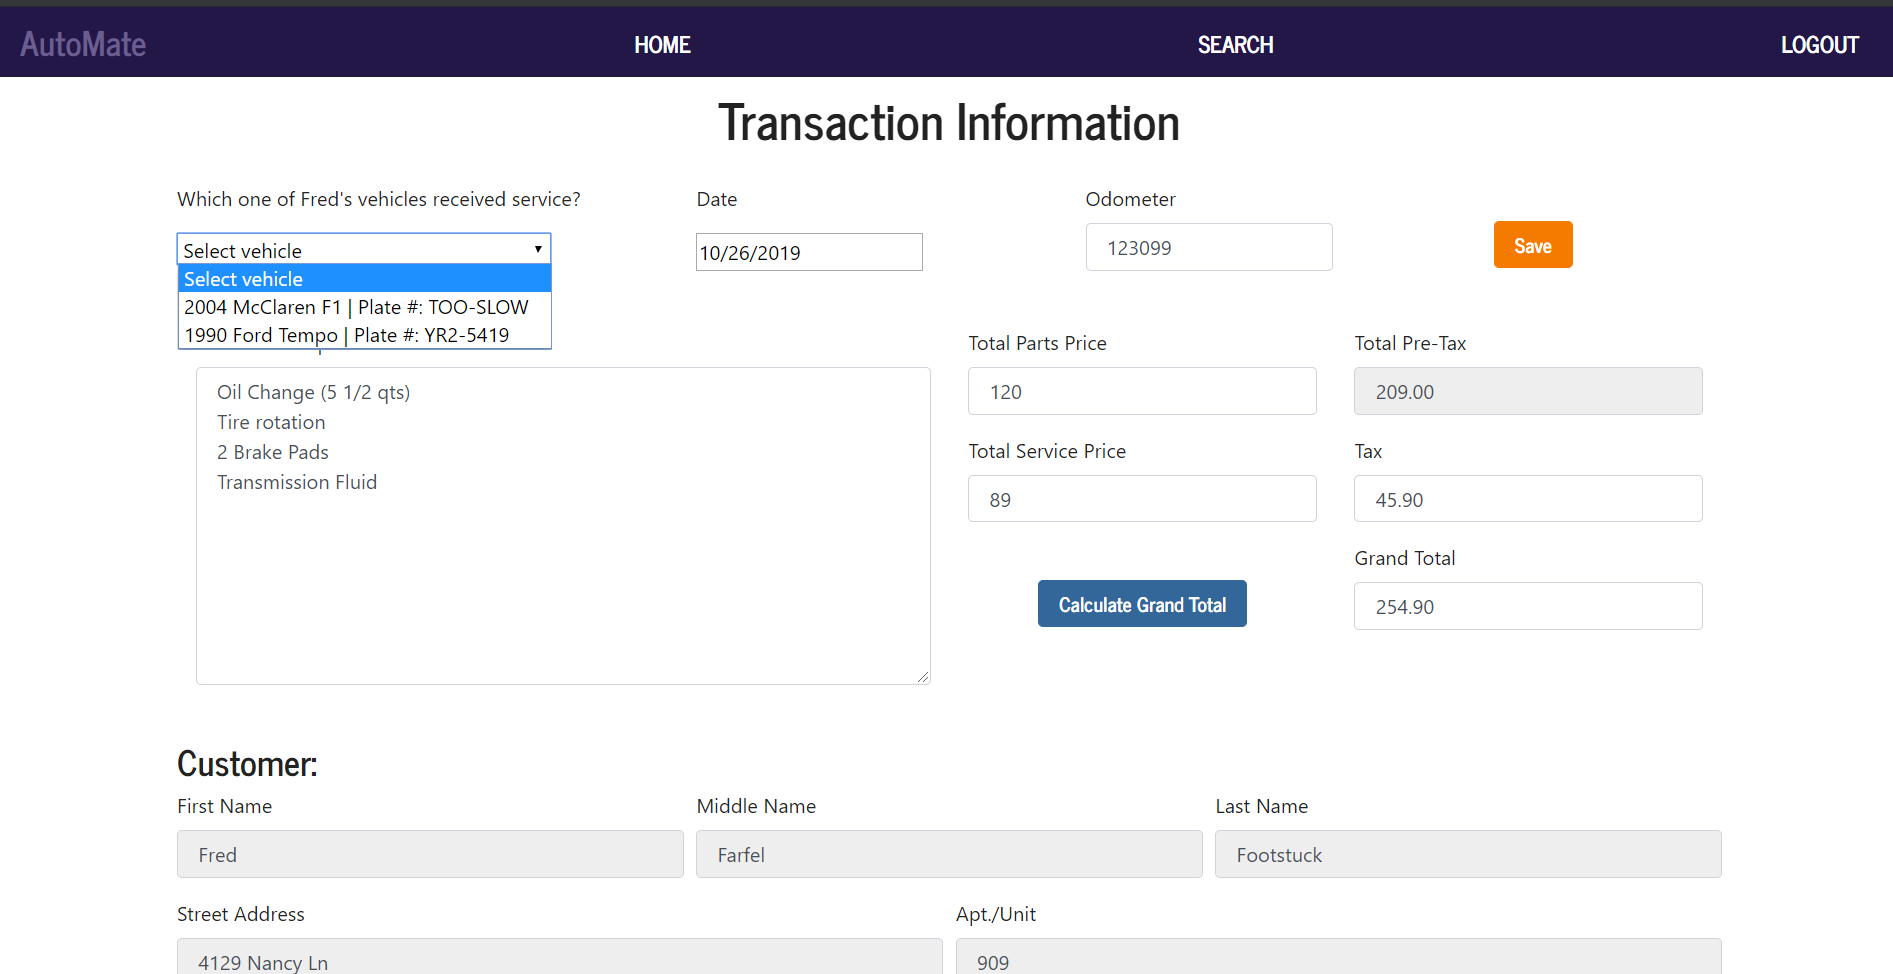 AutoMate HOME SEARCH LOGOUT
Transaction Information
Which one of Fred's vehicles received service? Date Odometer
Select vehicle 10/26/2019 123099 Save
Select vehicle
2004 McClaren F1 | Plate #: TOO-SLOW
1990 Ford Tempo | Plate #: YR2-5419
Total Parts Price Total Pre-Tax
Oil Change (5 1/2 qts) 120 209.00
Tire rotation
2 Brake Pads Total Service Price Tax
Transmission Fluid 89 45.90
Grand Total
Calculate Grand Total 254.90
Customer:
First Name Middle Name Last Name
Fred Farfel Footstuck
Street Address Apt./Unit
4129 Nancy Ln 909